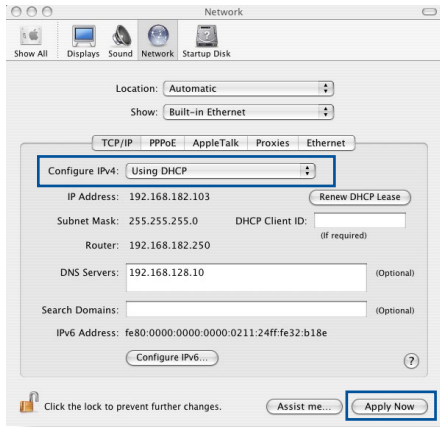 Network
Show All Displays Sound Network Startup Disk
Location: Automatic
Show: Built-in Ethernet
TCP/IP PPPoE AppleTalk Proxies Ethernet
Configure IPv4: Using DHCP
IP Address: 192.168.182.103 Renew DHCP Lease
Subnet Mask: 255.255.255.0 DHCP Client ID:
(If required)
Router: 192.168.182.250
DNS Servers: 192.168.128.10 (Optional)
Search Domains: (Optional)
IPv6 Address: fe80:0000:0000:0000:0211:24ff:fe32:b18e
Configure IPv6... ?
Click the lock to prevent further changes. Assist me... Apply Now